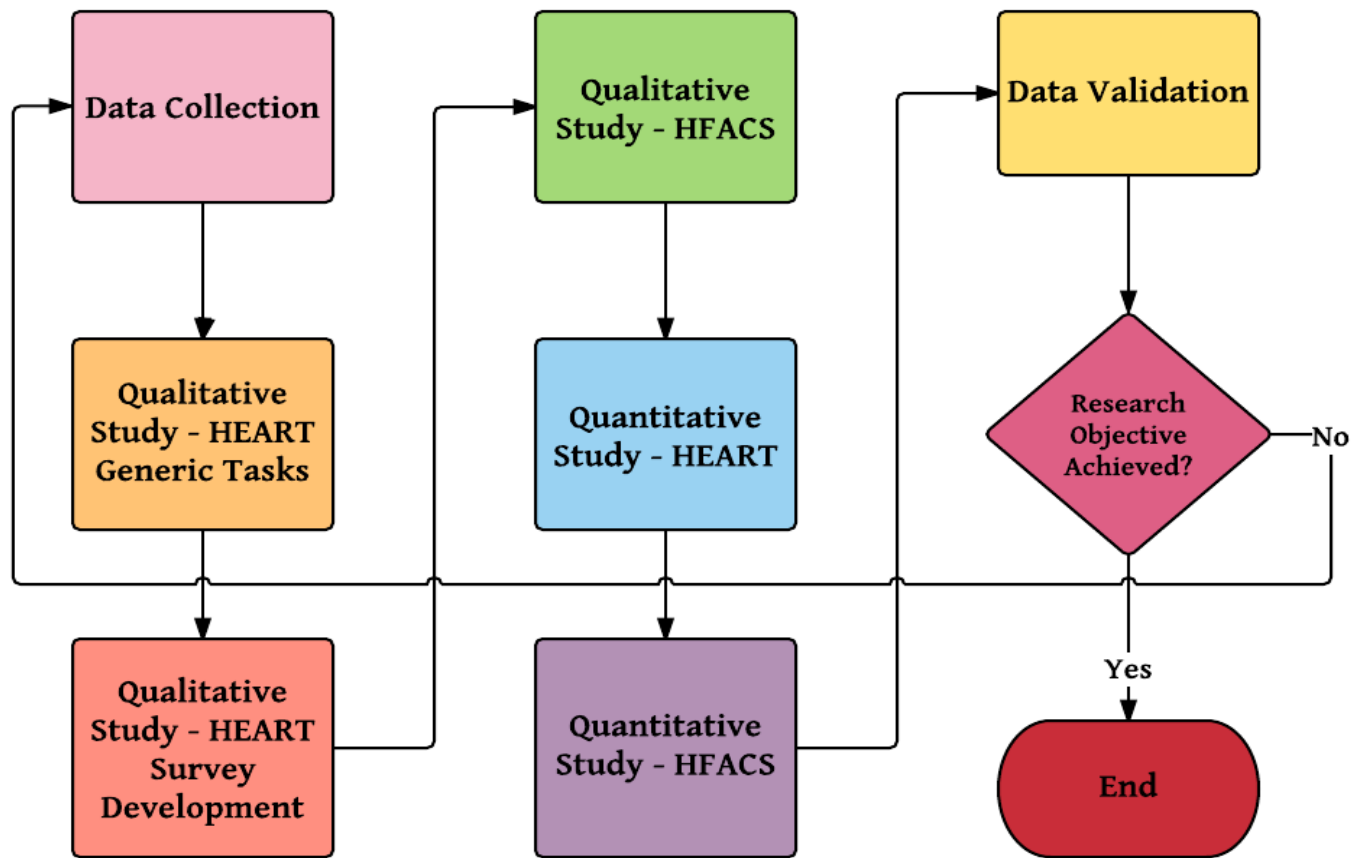 Data Collection
Qualitative
Study - HEART
Generic Tasks
Qualitative
Study - HEART
Survey
Development
Qualitative
Study - HFACS
Quantitative
Study - HEART
Quantitative
Study - HFACS
Data Validation
Research
Objective
Achieved?
No
Yes
End